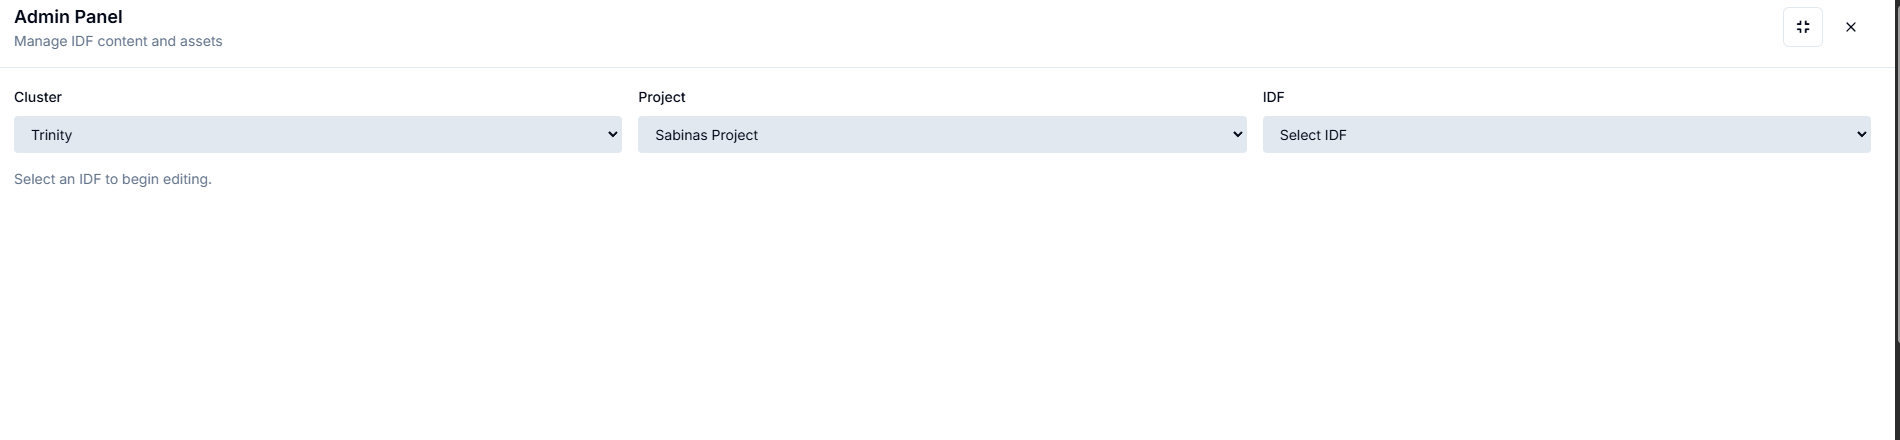 Admin Panel
Manage IDF content and assets
Cluster
Project
IDF
Trinity
Sabinas Project
Select IDF
Select an IDF to begin editing.